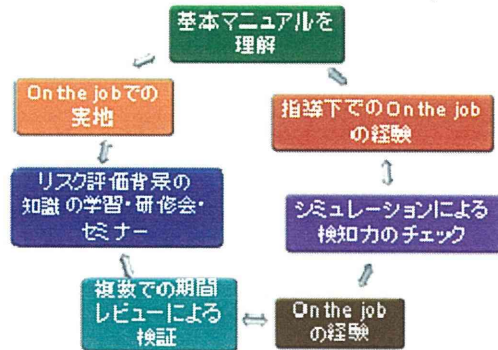 基本マニュアルを
理解
On the jobでの
実地
指導下でのOn the job
の経験
リスク評価背景の
知識の学習・研修会・
セミナー
シミュレーションによる
検知力のチェック
複数での期間
レビューによる
検証
On the job
の経験